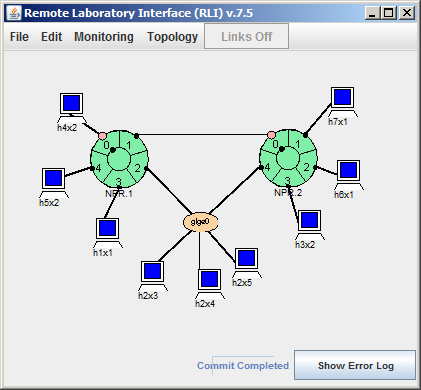 Remote Laboratory Interface (RLI) v.7.5
File Edit Monitoring Topology Links Off
h4x2
h7x1
0 1 2 3 4
0 1 2 3 4
NPR.1
NPR.2
h5x2
h6x1
gige0
h1x1
h3x2
h2x3
h2x4
h2x5
Commit Completed
Show Error Log